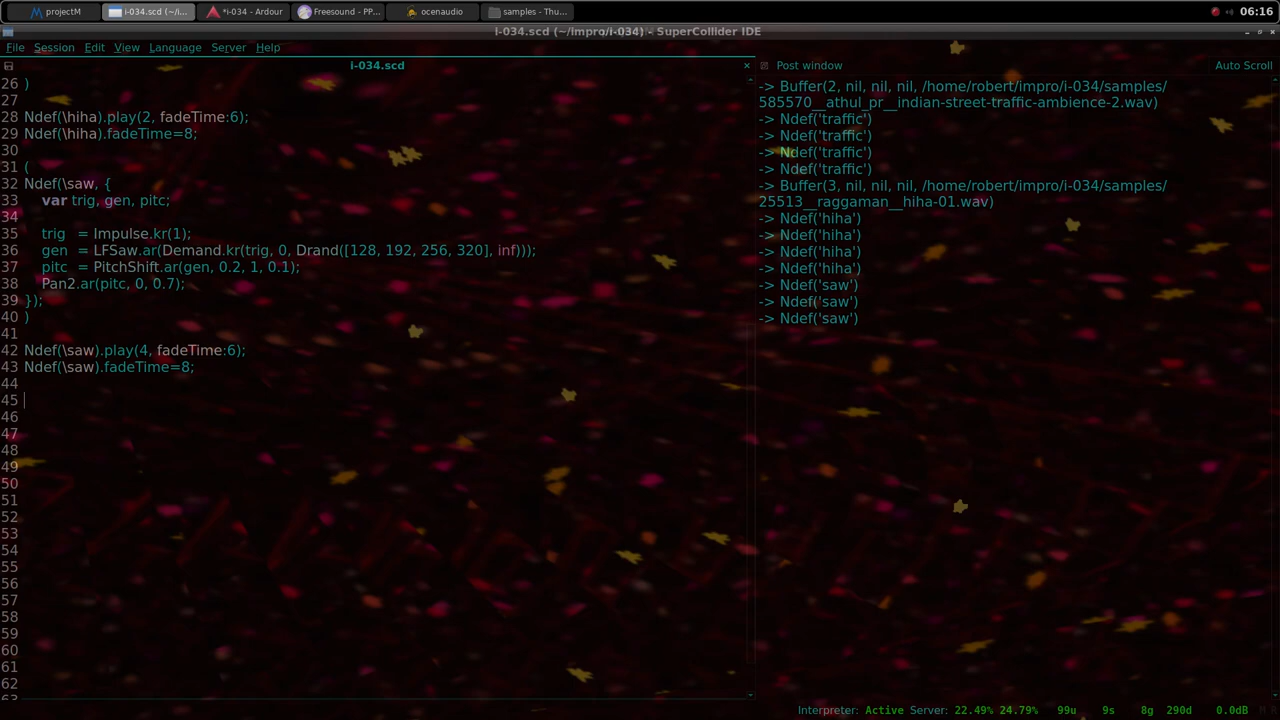 projectM
i-034.scd (~/i...
*i-034 - Ardour
Freesound - PP...
ocenaudio
samples - Thu...
06:16
i-034.scd (~/impro/i-034) - SuperCollider IDE
File Session Edit View Language Server Help
i-034.scd
Post window
Auto Scroll
26 )
27
28 Ndef(\hiha).play(2, fadeTime:6);
29 Ndef(\hiha).fadeTime=8;
30
31 (
32 Ndef(\saw, {
33 var trig, gen, pitc;
34
35 trig = Impulse.kr(1);
36 gen = LFSaw.ar(Demand.kr(trig, 0, Drand([128, 192, 256, 320], inf)));
37 pitc = PitchShift.ar(gen, 0.2, 1, 0.1);
38 Pan2.ar(pitc, 0, 0.7);
39 });
40 )
41
42 Ndef(\saw).play(4, fadeTime:6);
43 Ndef(\saw).fadeTime=8;
44
45
46
47
48
49
50
51
52
53
54
55
56
57
58
59
60
61
62
63
-> Buffer(2, nil, nil, nil, /home/robert/impro/i-034/samples/
585570__athul_pr__indian-street-traffic-ambience-2.wav)
-> Ndef('traffic')
-> Ndef('traffic')
-> Ndef('traffic')
-> Ndef('traffic')
-> Buffer(3, nil, nil, nil, /home/robert/impro/i-034/samples/
25513__raggaman__hiha-01.wav)
-> Ndef('hiha')
-> Ndef('hiha')
-> Ndef('hiha')
-> Ndef('hiha')
-> Ndef('saw')
-> Ndef('saw')
-> Ndef('saw')
Interpreter: Active Server: 22.49% 24.79% 99u 9s 8g 290d 0.0dB